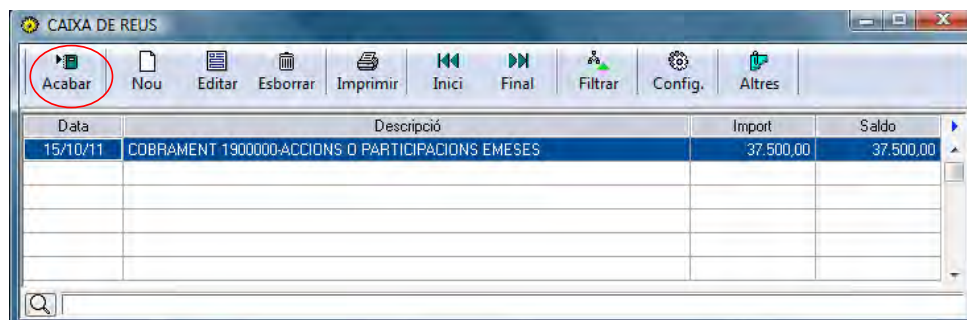 CAIXA DE REUS
Acabar Nou Editar Esborrar Imprimir Inici Final Filtrar Config. Altres
Data Descripció Import Saldo
15/10/11 COBRAMENT 1900000-ACCIONS O PARTICIPACIONS EMESES 37.500,00 37.500,00